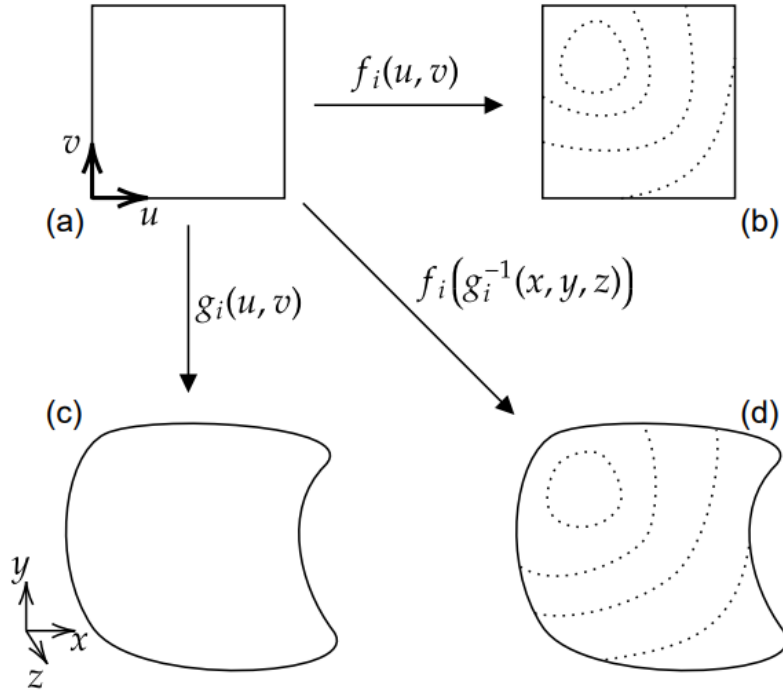 f_i(u, v)
v
u
(a)
(b)
g_i(u, v)
f_i(g_i^{-1}(x, y, z))
(c)
(d)
y
x
z